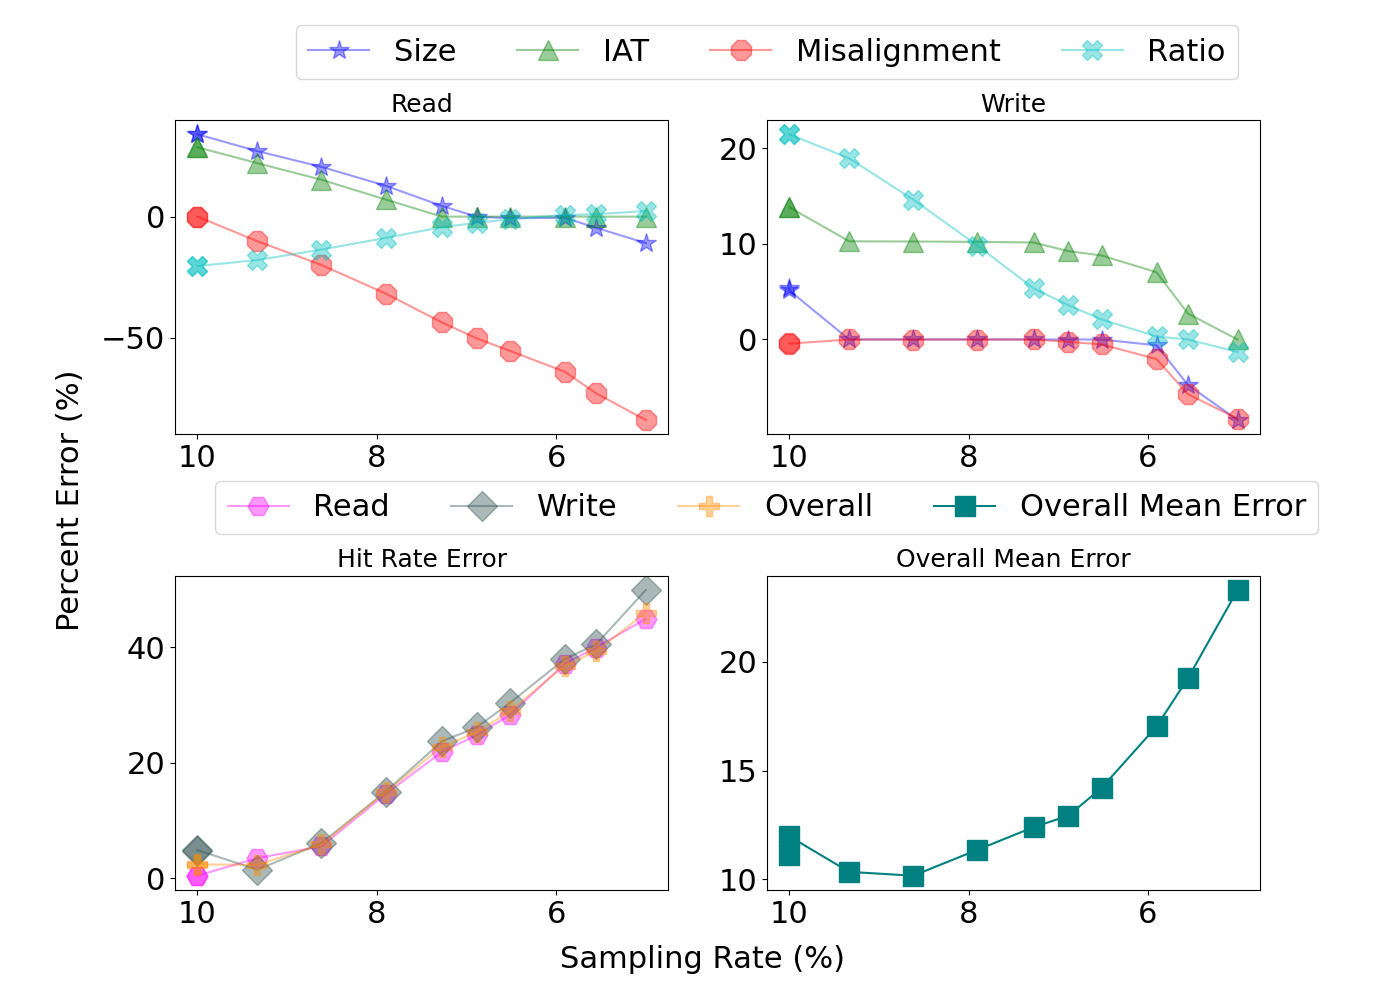 Size IAT Misalignment Ratio
Read Write
0
−50
10 8 6
20
10
0
10 8 6
Percent Error (%)
Read Write Overall Overall Mean Error
Hit Rate Error Overall Mean Error
40
20
0
10 8 6
20
15
10
10 8 6
Sampling Rate (%)